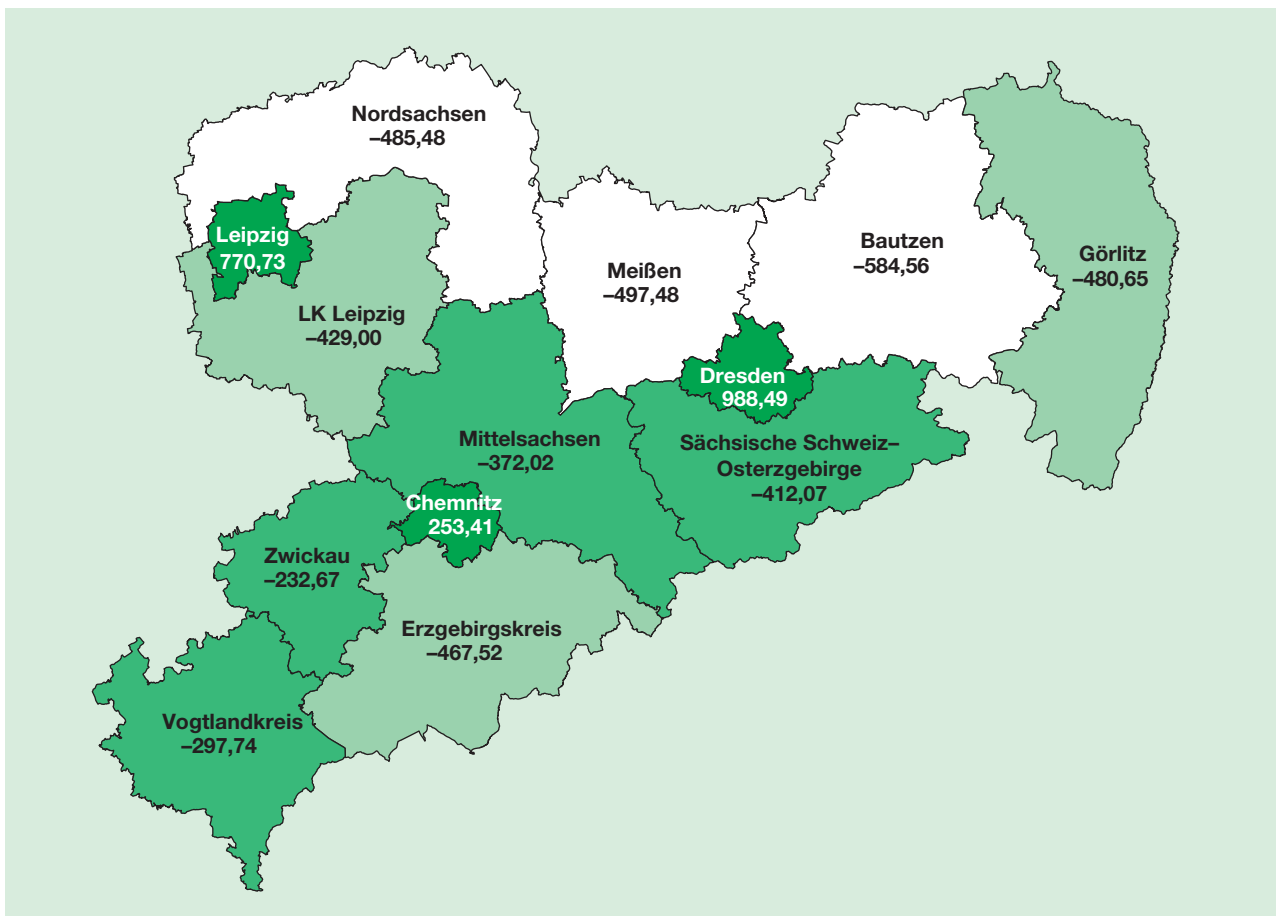 Nordsachsen
–485,48
Leipzig
770,73
LK Leipzig
–429,00
Meißen
–497,48
Bautzen
–584,56
Görlitz
–480,65
Dresden
988,49
Mittelsachsen
–372,02
Sächsische Schweiz–
Osterzgebirge
–412,07
Chemnitz
253,41
Zwickau
–232,67
Erzgebirgskreis
–467,52
Vogtlandkreis
–297,74